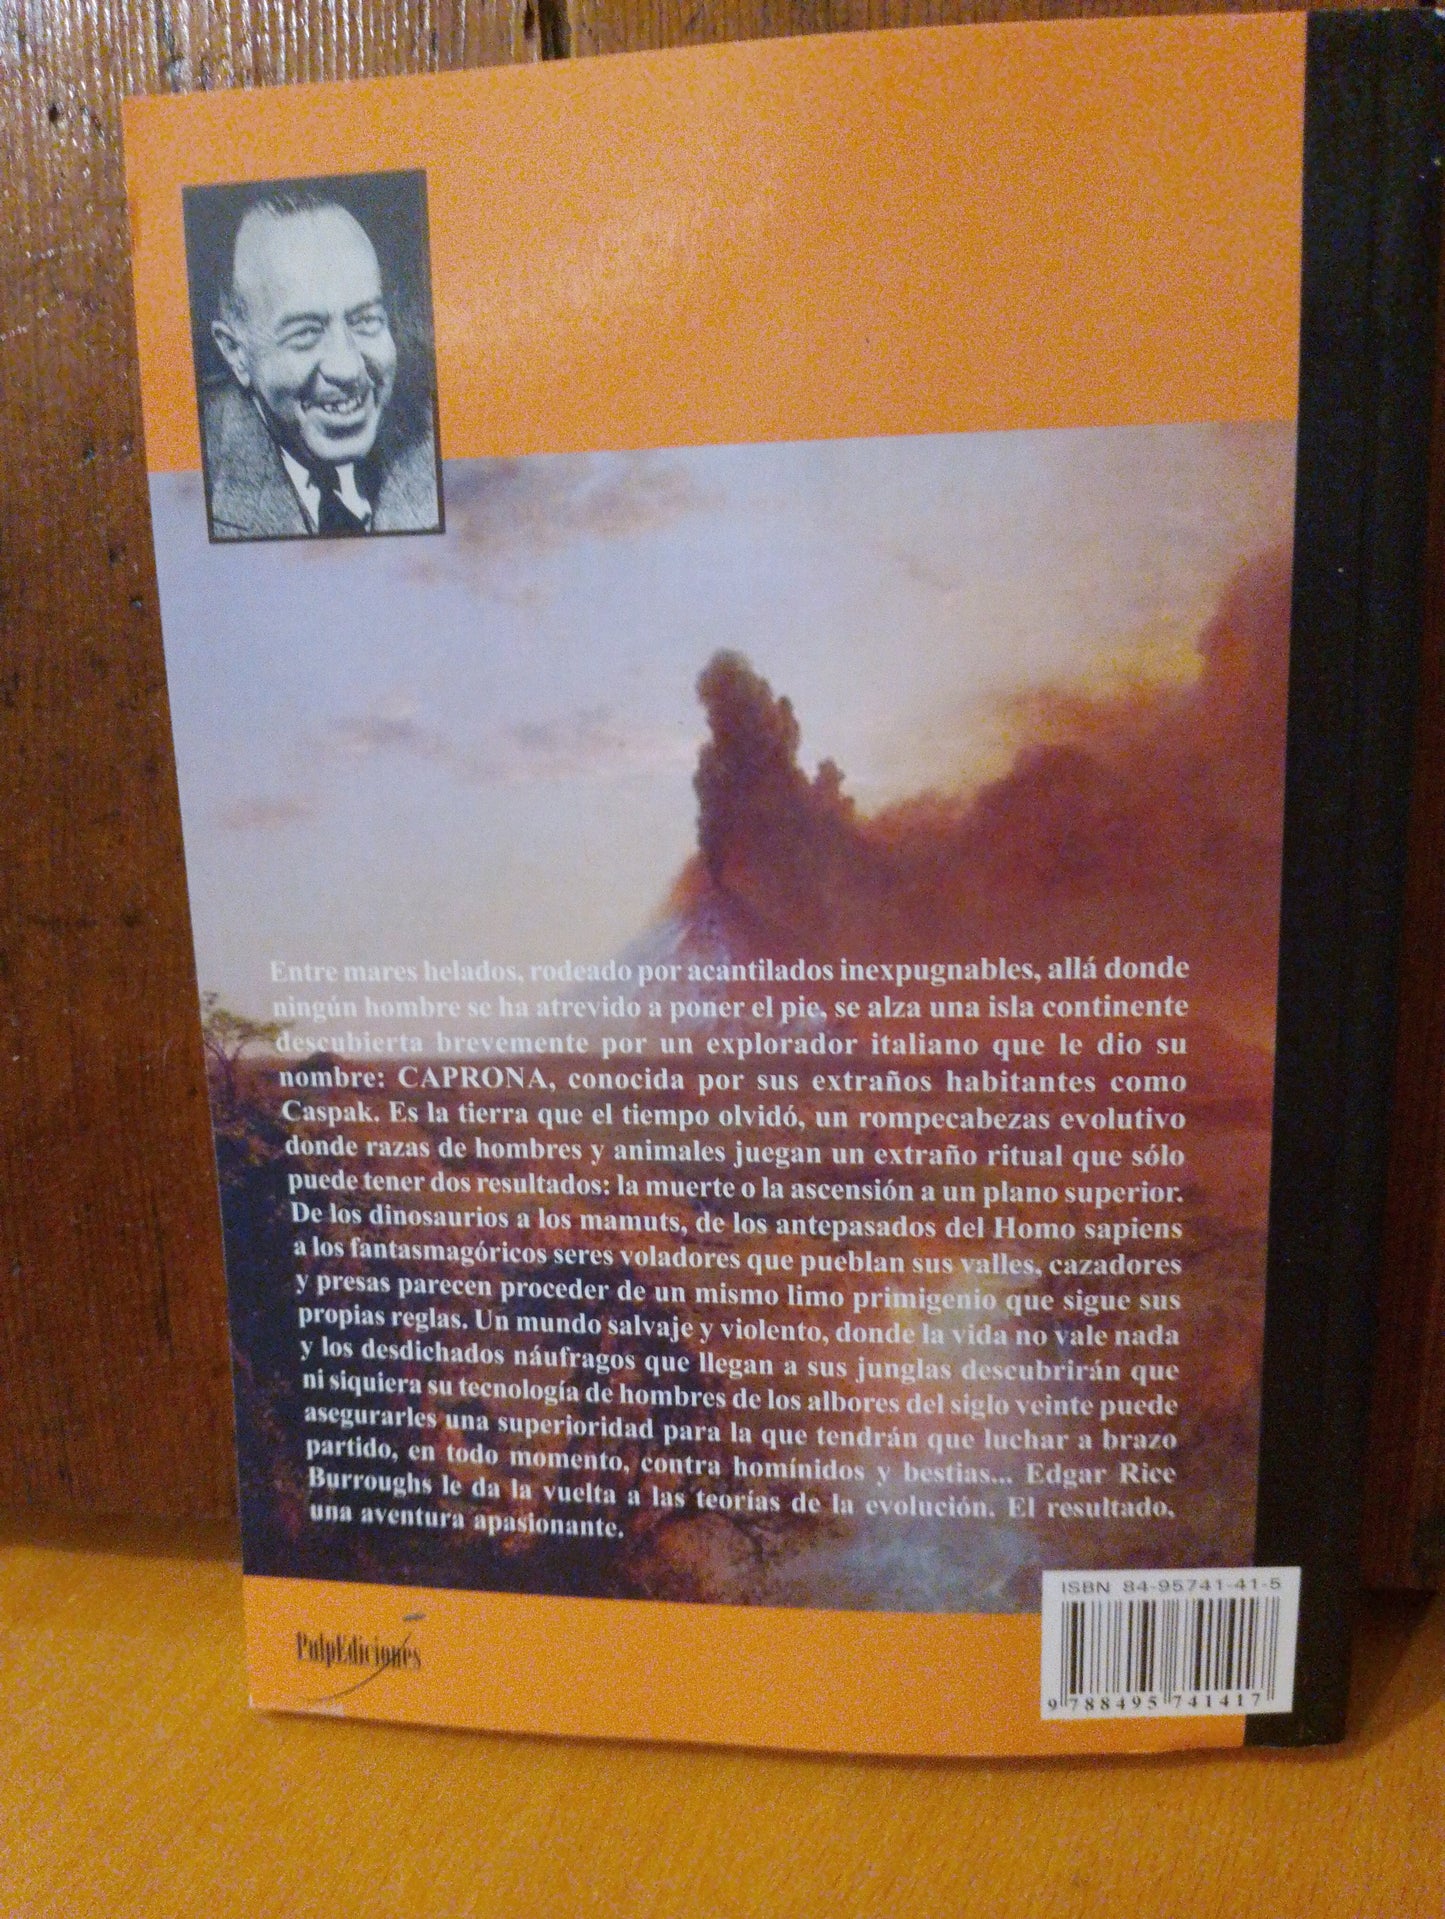 Entre mares helados, rodeado por acantilados inexpugnables, allá donde
ningún hombre se ha atrevido a poner el pie, se alza una isla continente
descubierta brevemente por un explorador italiano que le dio su
nombre: CAPRONA, conocida por sus extraños habitantes como
Caspak. Es la tierra que el tiempo olvidó, un rompecabezas evolutivo
donde razas de hombres y animales juegan un extraño ritual que sólo
puede tener dos resultados: la muerte o la ascensión a un plano superior.
De los dinosaurios a los mamuts, de los antepasados del Homo sapiens
a los fantasmagóricos seres voladores que pueblan sus valles, cazadores
y presas parecen proceder de un mismo limo primigenio que sigue sus
propias reglas. Un mundo salvaje y violento, donde la vida no vale nada
y los desdichados náufragos que llegan a sus junglas descubrirán que
ni siquiera su tecnología de hombres de los albores del siglo veinte puede
asegurarles una superioridad para la que tendrán que luchar a brazo
partido, en todo momento, contra homínidos y bestias... Edgar Rice
Burroughs le da la vuelta a las teorías de la evolución. El resultado,
una aventura apasionante.
ISBN 84-95741-41-5
PulpEdiciones
9 788495 741417